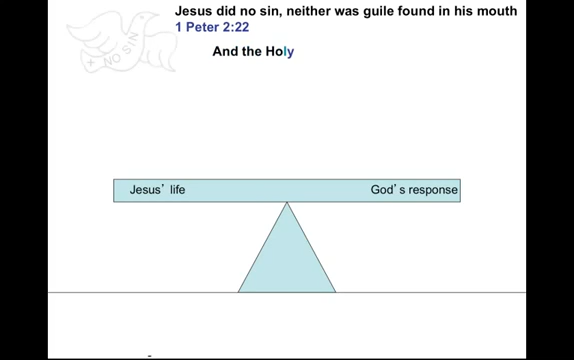 Jesus did no sin, neither was guile found in his mouth
1 Peter 2:22
And the Holy
+ NO SIN
Jesus’ life
God’s response